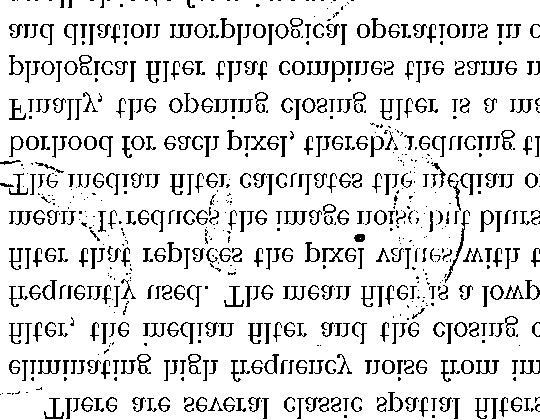 There are several classic spatial filters
eliminating high frequency noise from im
filter, the median filter and the closing o
frequently used. The mean filter is a lowp
filter that replaces the pixel values with t
mean. It reduces the image noise but blurs
The median filter calculates the median o
borhood for each pixel, thereby reducing th
Finally, the opening closing filter is a ma
phological filter that combines the same n
and dilation morphological operations in o